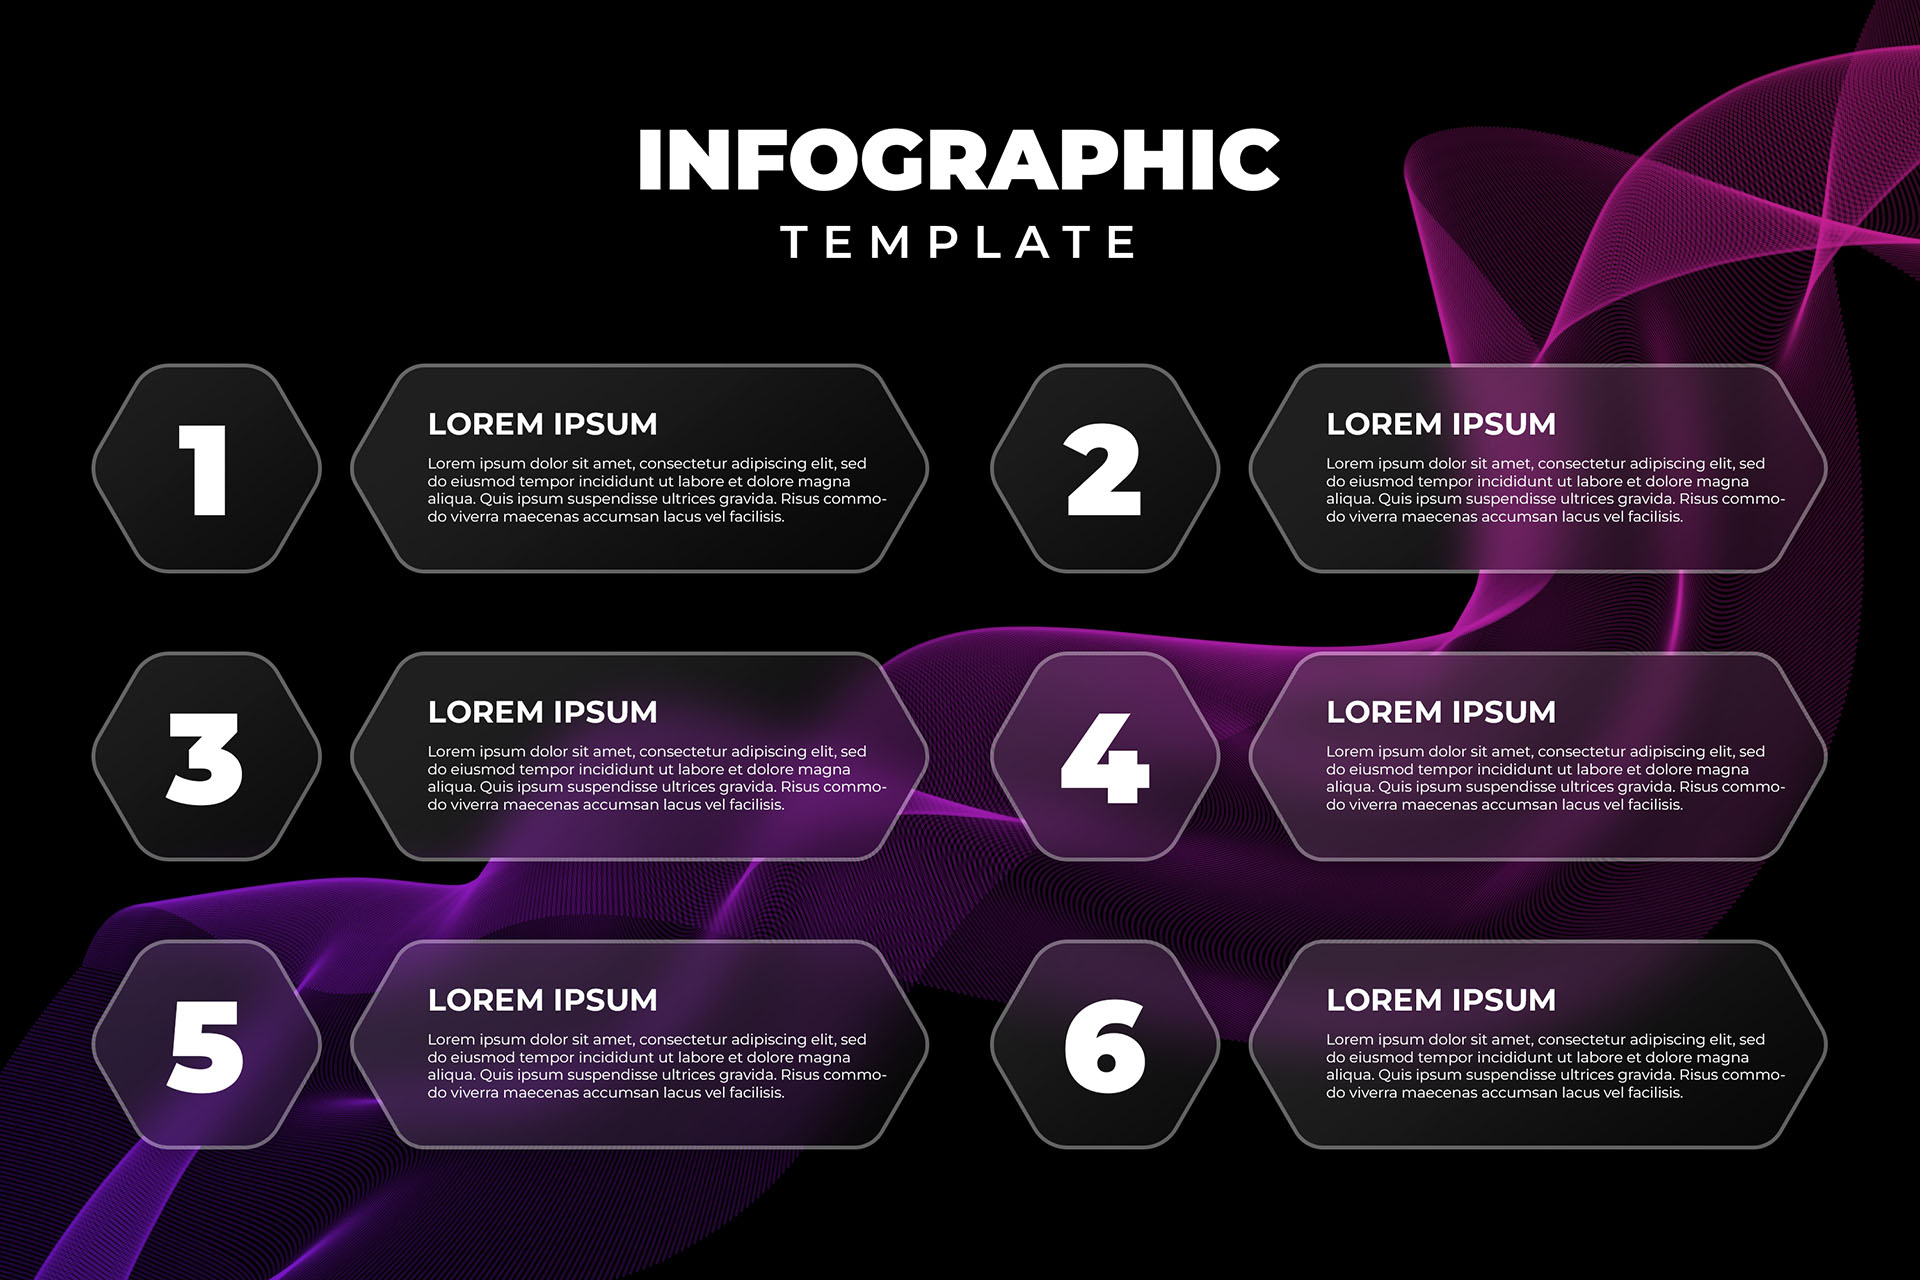 INFOGRAPHIC
TEMPLATE
1
LOREM IPSUM
Lorem ipsum dolor sit amet, consectetur adipiscing elit, sed
do eiusmod tempor incididunt ut labore et dolore magna
aliqua. Quis ipsum suspendisse ultrices gravida. Risus commo-
do viverra maecenas accumsan lacus vel facilisis.
2
LOREM IPSUM
Lorem ipsum dolor sit amet, consectetur adipiscing elit, sed
do eiusmod tempor incididunt ut labore et dolore magna
aliqua. Quis ipsum suspendisse ultrices gravida. Risus commo-
do viverra maecenas accumsan lacus vel facilisis.
3
LOREM IPSUM
Lorem ipsum dolor sit amet, consectetur adipiscing elit, sed
do eiusmod tempor incididunt ut labore et dolore magna
aliqua. Quis ipsum suspendisse ultrices gravida. Risus commo-
do viverra maecenas accumsan lacus vel facilisis.
4
LOREM IPSUM
Lorem ipsum dolor sit amet, consectetur adipiscing elit, sed
do eiusmod tempor incididunt ut labore et dolore magna
aliqua. Quis ipsum suspendisse ultrices gravida. Risus commo-
do viverra maecenas accumsan lacus vel facilisis.
5
LOREM IPSUM
Lorem ipsum dolor sit amet, consectetur adipiscing elit, sed
do eiusmod tempor incididunt ut labore et dolore magna
aliqua. Quis ipsum suspendisse ultrices gravida. Risus commo-
do viverra maecenas accumsan lacus vel facilisis.
6
LOREM IPSUM
Lorem ipsum dolor sit amet, consectetur adipiscing elit, sed
do eiusmod tempor incididunt ut labore et dolore magna
aliqua. Quis ipsum suspendisse ultrices gravida. Risus commo-
do viverra maecenas accumsan lacus vel facilisis.